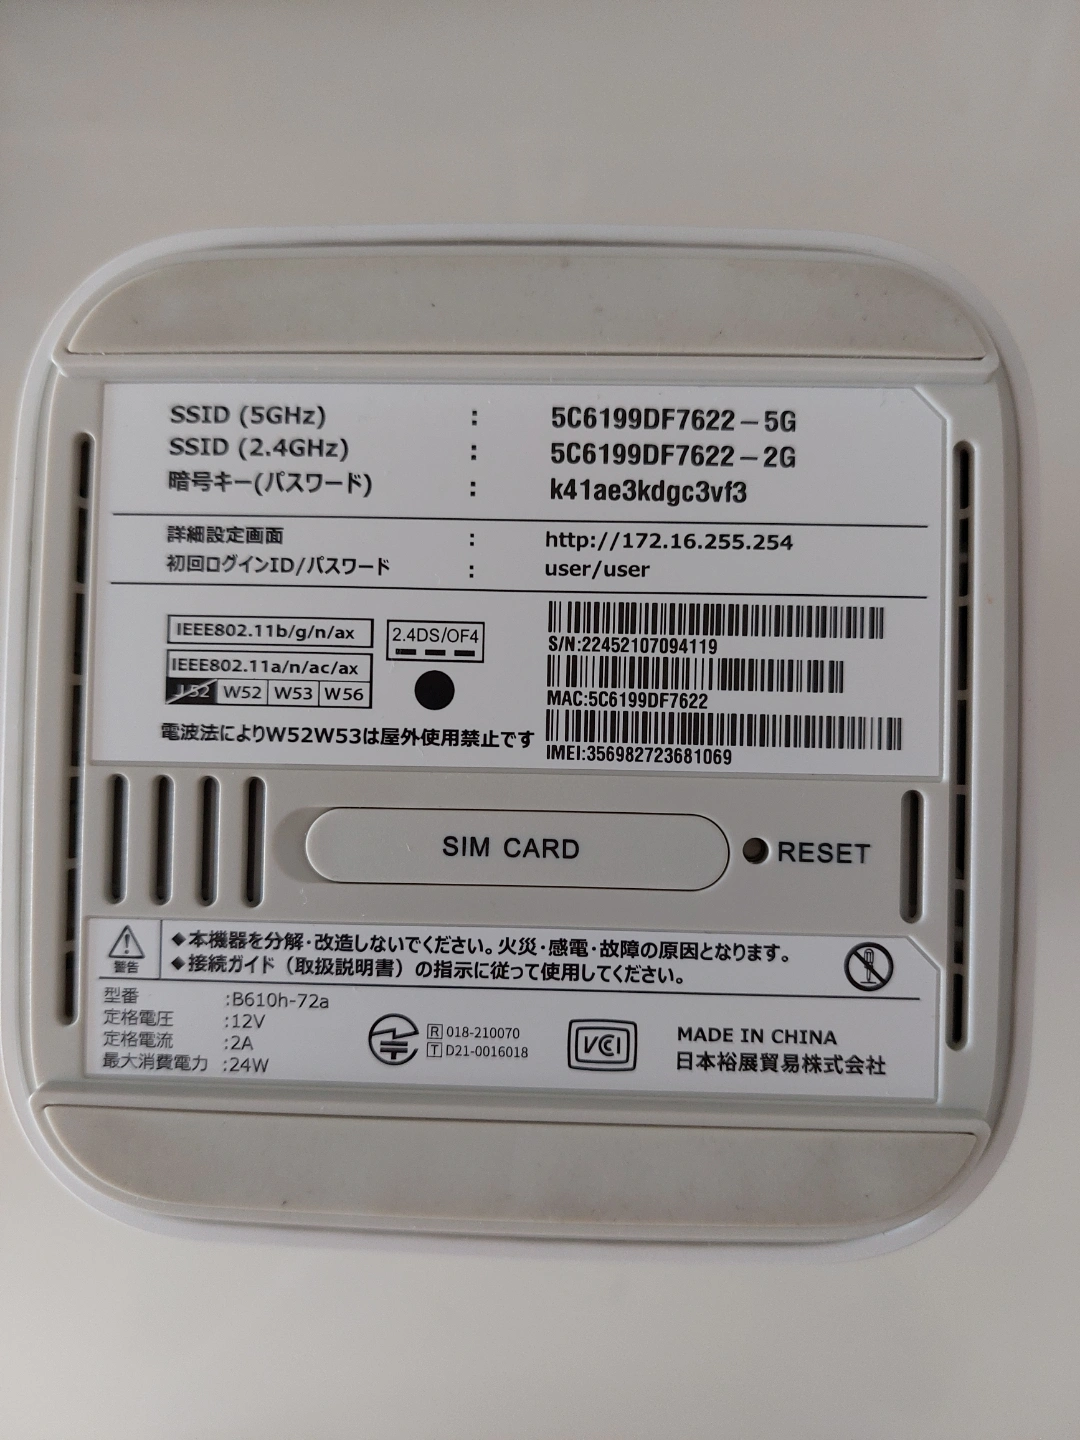 SSID (5GHz) : 5C6199DF7622－5G
SSID (2.4GHz) : 5C6199DF7622－2G
暗号キー(パスワード) : k41ae3kdgc3vf3
詳細設定画面 : http://172.16.255.254
初回ログインID/パスワード : user/user
IEEE802.11b/g/n/ax
2.4DS/OF4
IEEE802.11a/n/ac/ax
J52 W52 W53 W56
電波法によりW52W53は屋外使用禁止です
S/N:22452107094119
MAC:5C6199DF7622
IMEI:356982723681069
SIM CARD
RESET
警告
◆本機器を分解・改造しないでください。火災・感電・故障の原因となります。
◆接続ガイド（取扱説明書）の指示に従って使用してください。
型番 :B610h-72a
定格電圧 :12V
定格電流 :2A
最大消費電力 :24W
R 018-210070
T D21-0016018
VCI
MADE IN CHINA
日本裕展貿易株式会社